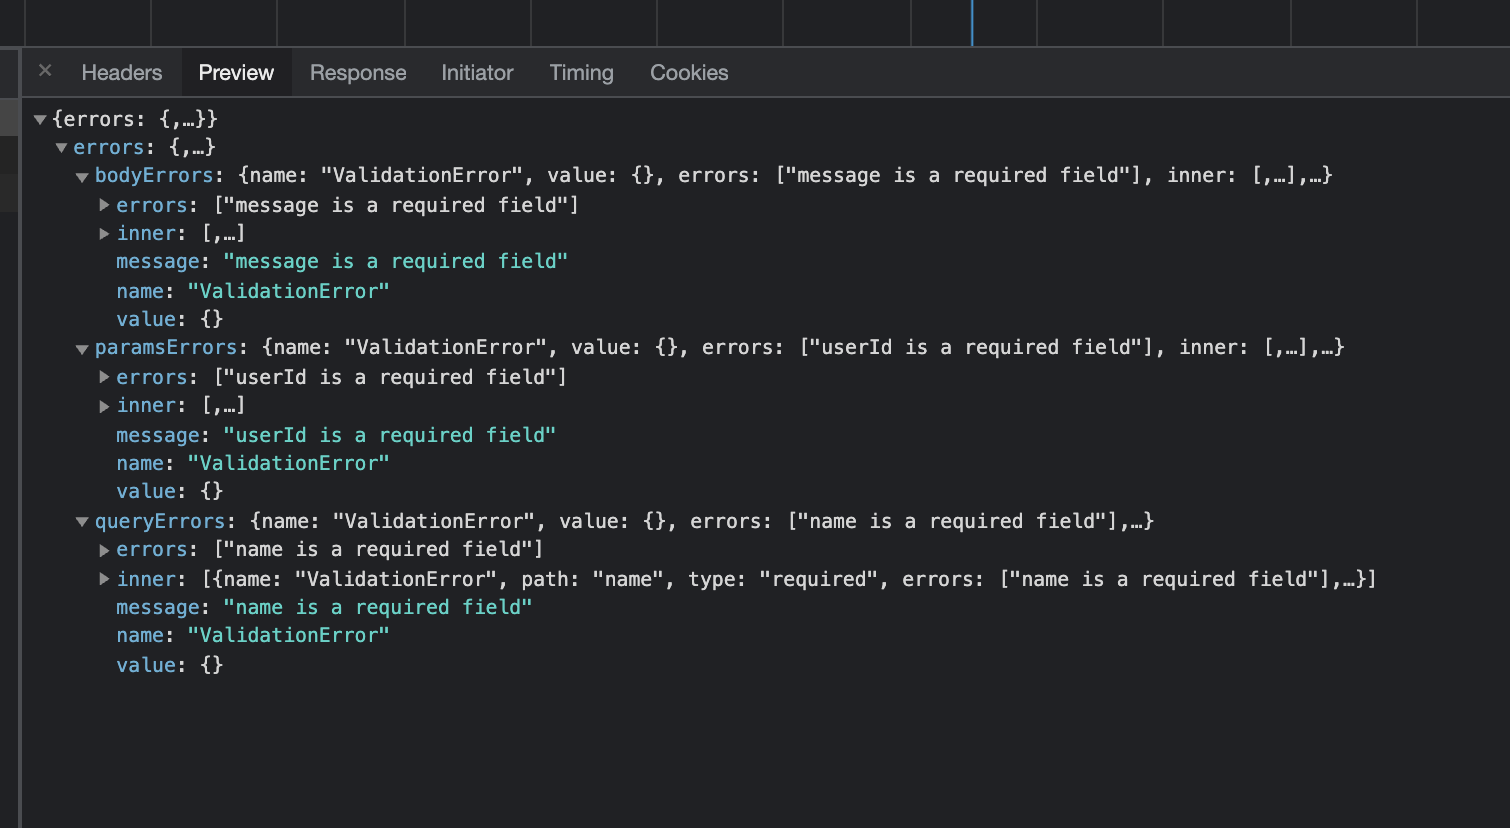 × Headers Preview Response Initiator Timing Cookies
▼{errors: {,…}}
▼errors: {,…}
▼bodyErrors: {name: "ValidationError", value: {}, errors: ["message is a required field"], inner: [,…],…}
▶errors: ["message is a required field"]
▶inner: [,…]
message: "message is a required field"
name: "ValidationError"
value: {}
▼paramsErrors: {name: "ValidationError", value: {}, errors: ["userId is a required field"], inner: [,…],…}
▶errors: ["userId is a required field"]
▶inner: [,…]
message: "userId is a required field"
name: "ValidationError"
value: {}
▼queryErrors: {name: "ValidationError", value: {}, errors: ["name is a required field"],…}
▶errors: ["name is a required field"]
▶inner: [{name: "ValidationError", path: "name", type: "required", errors: ["name is a required field"],…}]
message: "name is a required field"
name: "ValidationError"
value: {}